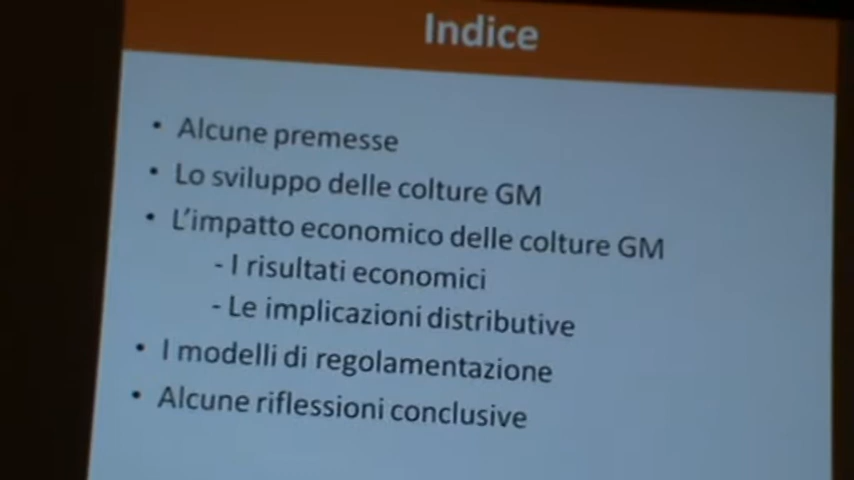 Indice
• Alcune premesse
• Lo sviluppo delle colture GM
• L'impatto economico delle colture GM
- I risultati economici
- Le implicazioni distributive
• I modelli di regolamentazione
• Alcune riflessioni conclusive